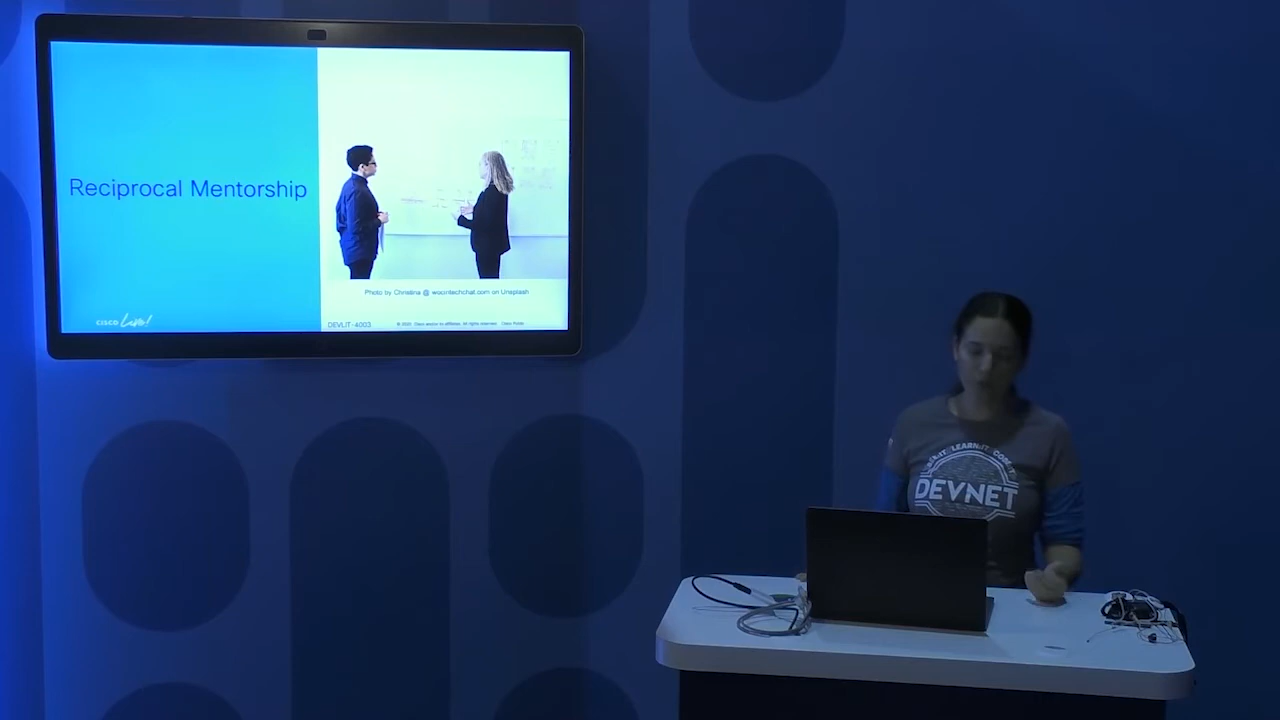 Reciprocal Mentorship
Photo by Christina @ wocintechchat.com on Unsplash
CISCO Live!
DEVLIT-4003
DEVNET